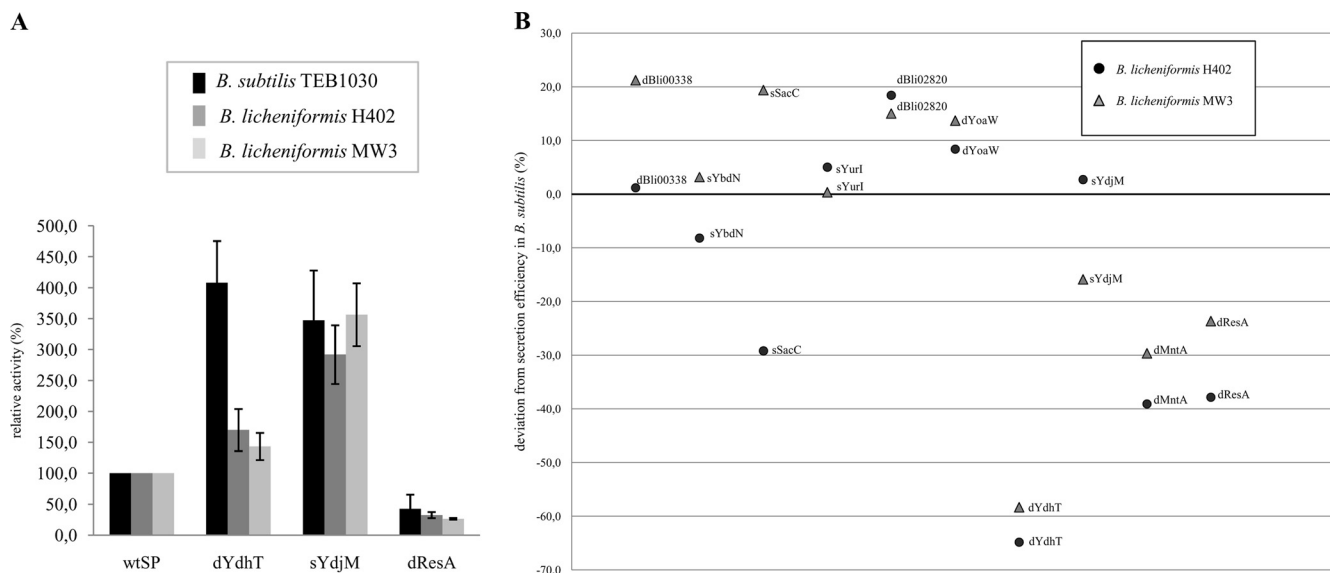 A
B. subtilis TEB1030
B. licheniformis H402
B. licheniformis MW3
relative activity (%)
500,0
450,0
400,0
350,0
300,0
250,0
200,0
150,0
100,0
50,0
0,0
wtSP
dYdhT
sYdjM
dResA
B
deviation from secretion efficiency in B. subtilis (%)
30,0
20,0
10,0
0,0
-10,0
-20,0
-30,0
-40,0
-50,0
-60,0
-70,0
B. licheniformis H402
B. licheniformis MW3
dBli00338
sSacC
dBli02820
dBli02820
dYoaW
dYoaW
dBli00338
sYbdN
sYurI
sYurI
sYdjM
sYbdN
sYdjM
dResA
sSacC
dMntA
dMntA
dResA
dYdhT
dYdhT